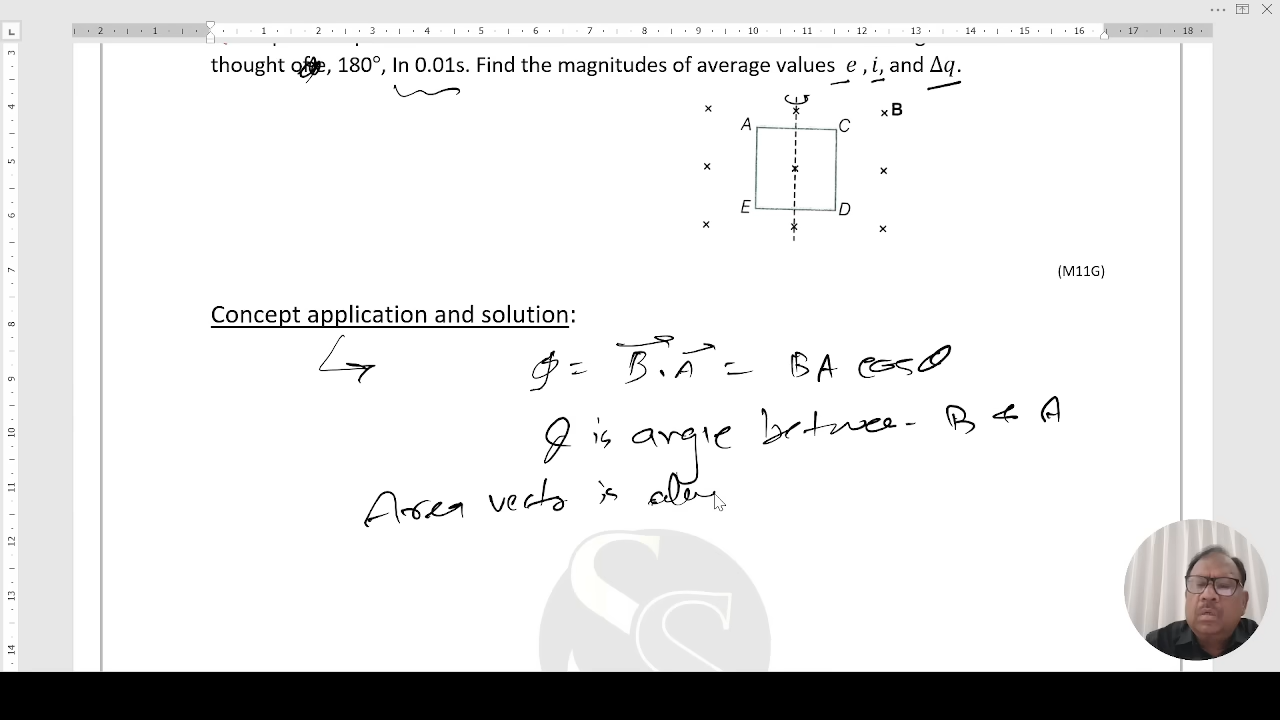 thought of, 180°, In 0.01s. Find the magnitudes of average values e , i, and Δq.
× × × B
A C
× × ×
E D
× × ×
(M11G)
Concept application and solution:
ϕ = B . A = BA cosθ
θ is angle between B & A
Area vector is alay